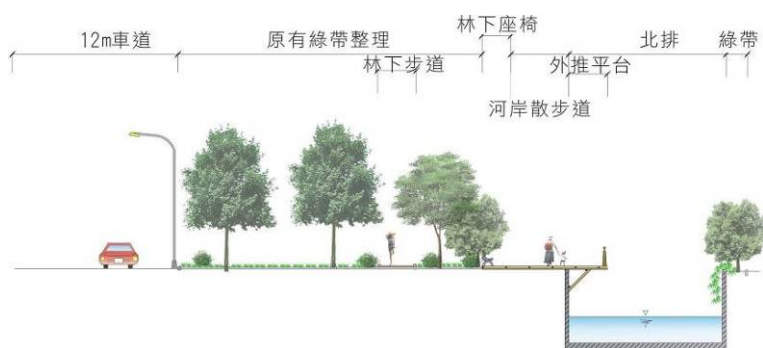 林下座椅
12m車道
原有綠帶整理
北排
綠帶
林下步道
外推平台
河岸散步道